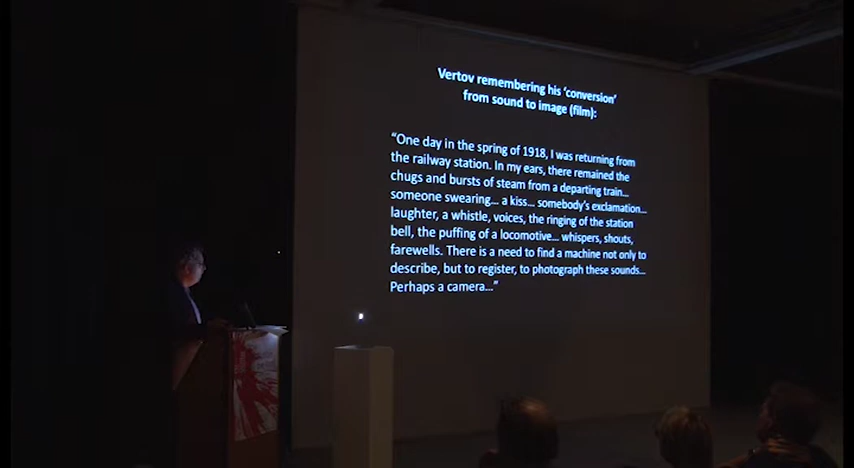 Vertov remembering his ‘conversion’
from sound to image (film):
“One day in the spring of 1918, I was returning from
the railway station. In my ears, there remained the
chugs and bursts of steam from a departing train…
someone swearing… a kiss… somebody’s exclamation…
laughter, a whistle, voices, the ringing of the station
bell, the puffing of a locomotive… whispers, shouts,
farewells. There is a need to find a machine not only to
describe, but to register, to photograph these sounds…
Perhaps a camera…”